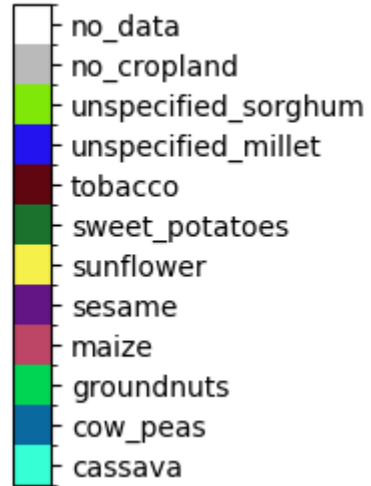 no_data
no_cropland
unspecified_sorghum
unspecified_millet
tobacco
sweet_potatoes
sunflower
sesame
maize
groundnuts
cow_peas
cassava